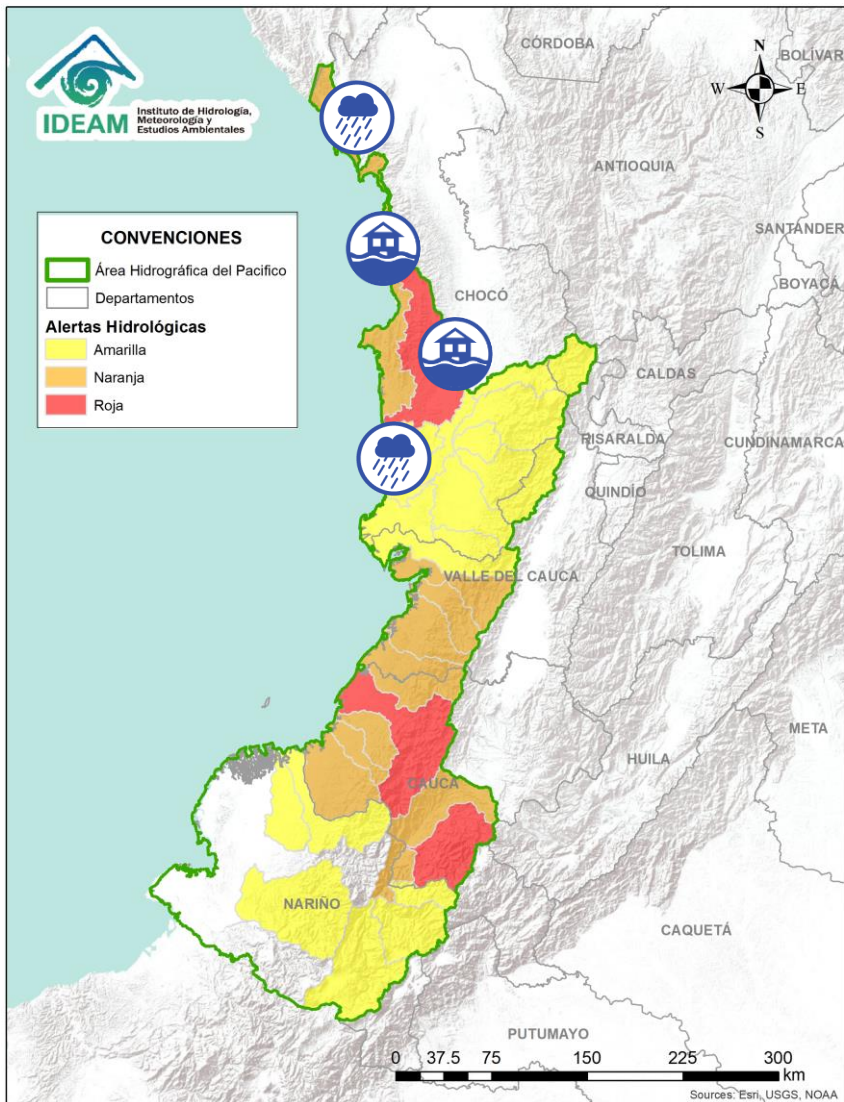 IDEAM
Instituto de Hidrología,
Meteorología y
Estudios Ambientales
CÓRDOBA
BOLÍVAR
N
W
E
S
ANTIOQUIA
SANTANDER
BOYACÁ
CONVENCIONES
Área Hidrográfica del Pacifico
Departamentos
Alertas Hidrológicas
Amarilla
Naranja
Roja
CHOCÓ
CALDAS
RISARALDA
CUNDINAMARCA
QUINDÍO
TOLIMA
VALLE DEL CAUCA
META
HUILA
CAUCA
NARIÑO
CAQUETÁ
PUTUMAYO
0 37.5 75 150 225 300
km
Sources: Esri, USGS, NOAA